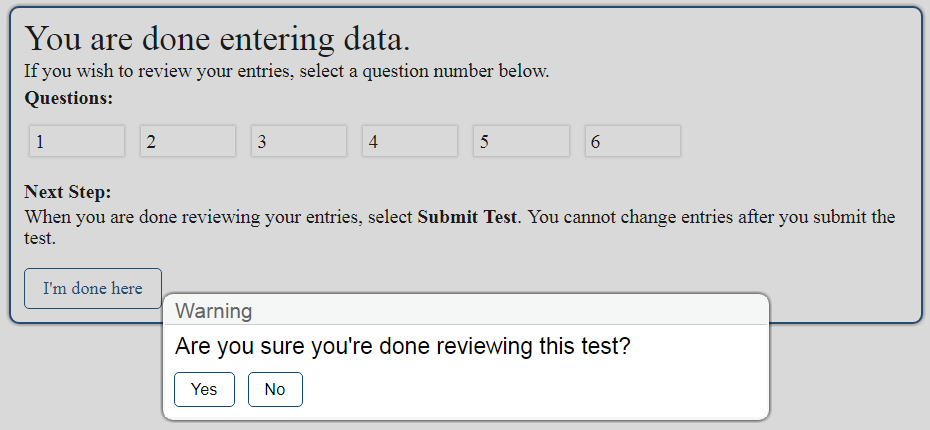 You are done entering data.
If you wish to review your entries, select a question number below.
Questions:
1 2 3 4 5 6
Next Step:
When you are done reviewing your entries, select Submit Test. You cannot change entries after you submit the
test.
I'm done here
Warning
Are you sure you're done reviewing this test?
Yes No